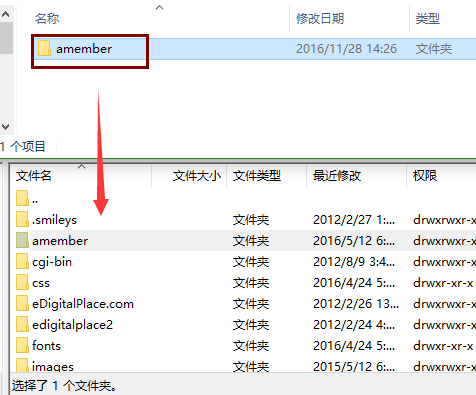 名称 修改日期 类型
amember 2016/11/28 14:26 文件夹
1 个项目
文件名 文件大小 文件类型 最近修改 权限
..
.smileys 文件夹 2012/2/27 1:... drwxrwxr-x
amember 文件夹 2016/5/12 6:... drwxrwxr-x
cgi-bin 文件夹 2012/8/9 3:4... drwxrwxr-x
css 文件夹 2016/4/24 5:... drwxr-xr-x
eDigitalPlace.com 文件夹 2012/2/26 13... drwxrwxr-x
edigitalplace2 文件夹 2012/2/24 4:... drwxrwxr-x
fonts 文件夹 2016/4/24 5:... drwxr-xr-x
images 文件夹 2015/5/12 6:... drwxrwxr-x
选择了 1 个文件夹。